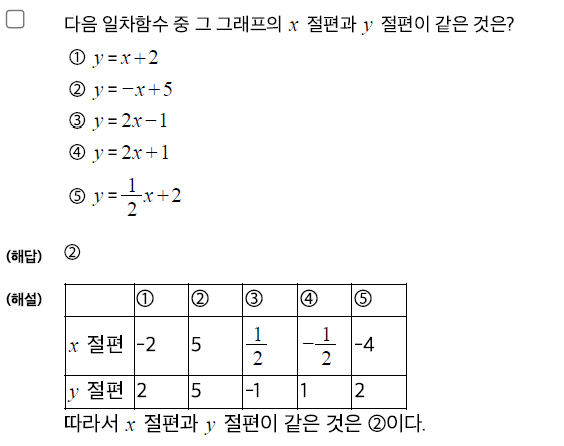 다음 일차함수 중 그 그래프의 x 절편과 y 절편이 같은 것은?
① y=x+2
② y=-x+5
③ y=2x-1
④ y=2x+1
⑤ y=1/2x+2
(해답) ②
(해설) ① ② ③ ④ ⑤
x 절편 -2 5 1/2 -1/2 -4
y 절편 2 5 -1 1 2
따라서 x 절편과 y 절편이 같은 것은 ②이다.